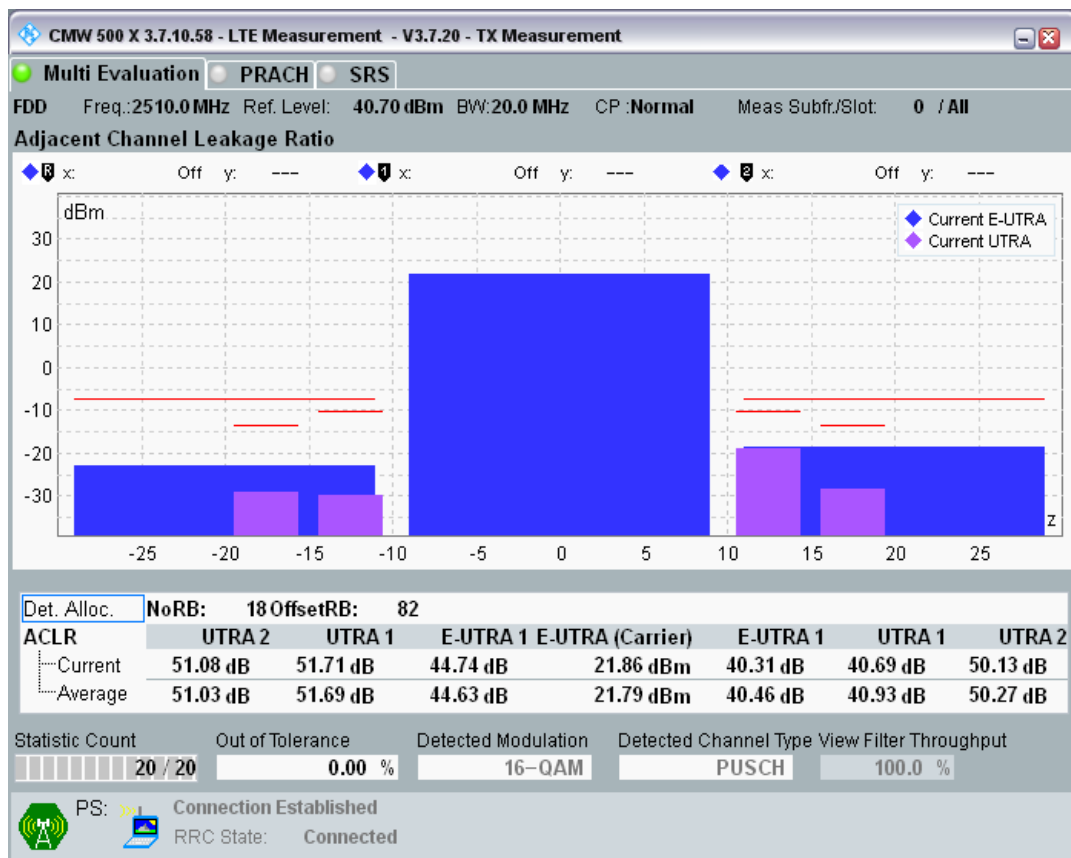 CMW 500 X 3.7.10.58 - LTE Measurement - V3.7.20 - TX Measurement
Multi Evaluation PRACH SRS
FDD Freg.:2510.0 MHz Ref. Level: 40.70 dBm BW:20.0 MHz CP :Normal Meas Subfr./Slot: 0 / All
Adjacent Channel Leakage Ratio
R x: Off y: --- 1 x: Off y: --- 2 x: Off y: ---
dBm
Current E-UTRA
Current UTRA
30
20
10
0
-10
-20
-30
z
-25 -20 -15 -10 -5 0 5 10 15 20 25
Det. Alloc. NoRB: 18 OffsetRB: 82
ACLR UTRA 2 UTRA 1 E-UTRA 1 E-UTRA (Carrier) E-UTRA 1 UTRA 1 UTRA 2
Current 51.08 dB 51.71 dB 44.74 dB 21.86 dBm 40.31 dB 40.69 dB 50.13 dB
Average 51.03 dB 51.69 dB 44.63 dB 21.79 dBm 40.46 dB 40.93 dB 50.27 dB
Statistic Count Out of Tolerance Detected Modulation Detected Channel Type View Filter Throughput
20 / 20 0.00 % 16-QAM PUSCH 100.0 %
PS: Connection Established
RRC State: Connected